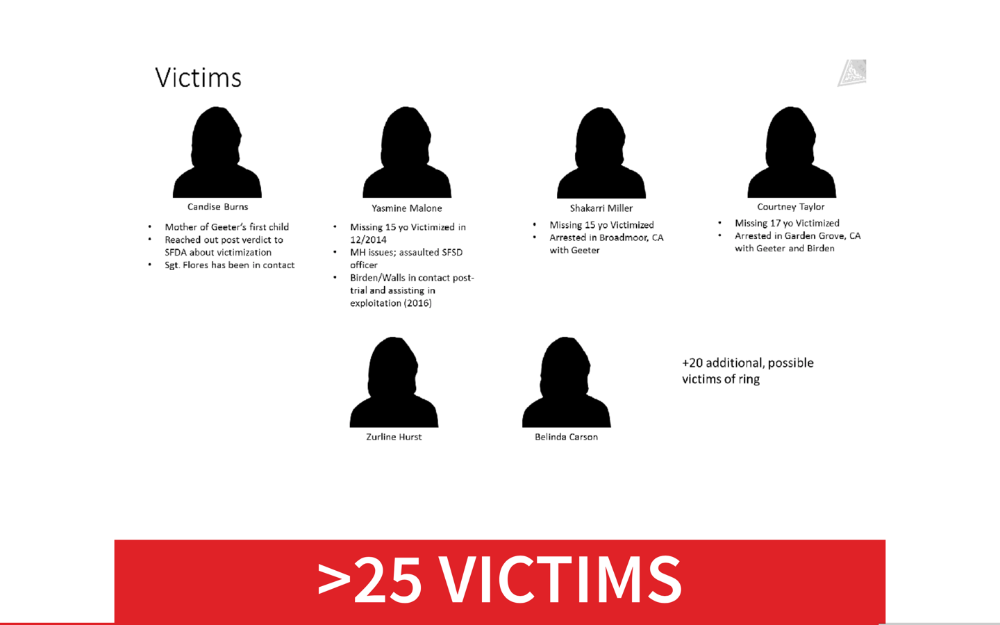 Victims
Candise Burns
• Mother of Geeter's first child
• Reached out post verdict to
SFDA about victimization
• Sgt. Flores has been in contact
Yasmine Malone
• Missing 15 yo Victimized in
12/2014
• MH issues; assaulted SFSD
officer
• Birden/Walls in contact post-
trial and assisting in
exploitation (2016)
Shakarri Miller
• Missing 15 yo Victimized
• Arrested in Broadmoor, CA
with Geeter
Courtney Taylor
• Missing 17 yo Victimized
• Arrested in Garden Grove, CA
with Geeter and Birden
Zurline Hurst
Belinda Carson
+20 additional, possible
victims of ring
>25 VICTIMS